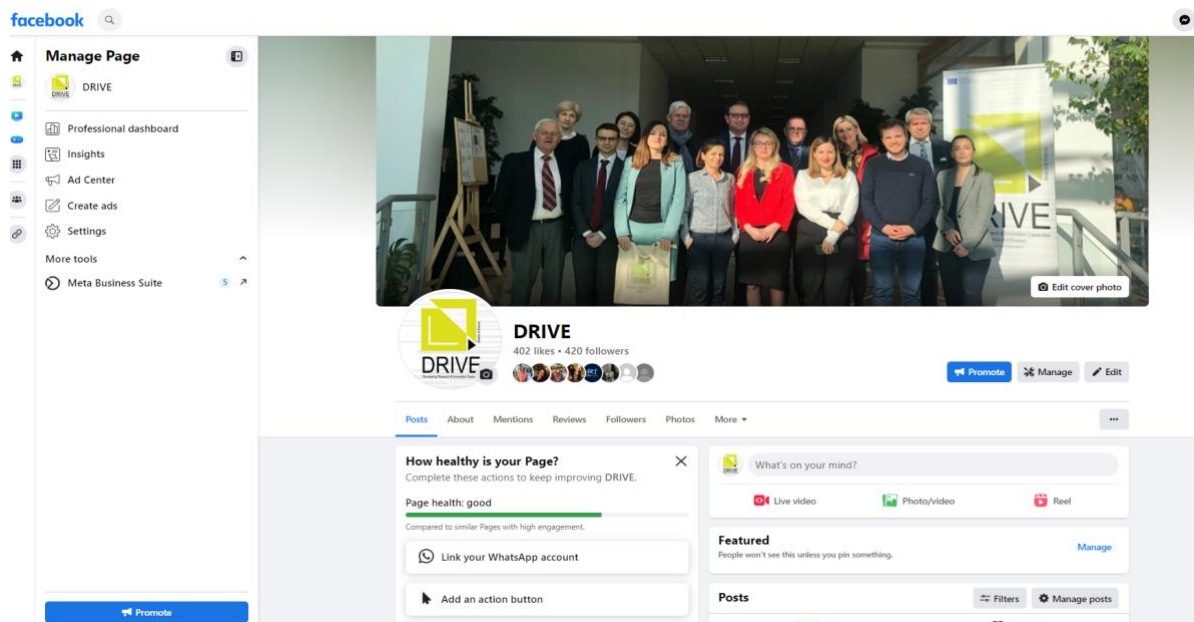 facebook
Manage Page
DRIVE
Professional dashboard
Insights
Ad Center
Create ads
Settings
More tools
Meta Business Suite
5
Promote
Edit cover photo
DRIVE
DRIVE
402 likes • 420 followers
Promote
Manage
Edit
Posts
About
Mentions
Reviews
Followers
Photos
More
How healthy is your Page?
Complete these actions to keep improving DRIVE.
Page health: good
Compared to similar Pages with high engagement.
Link your WhatsApp account
Add an action button
What's on your mind?
Live video
Photo/video
Reel
Featured
People won't see this unless you pin something.
Manage
Posts
Filters
Manage posts